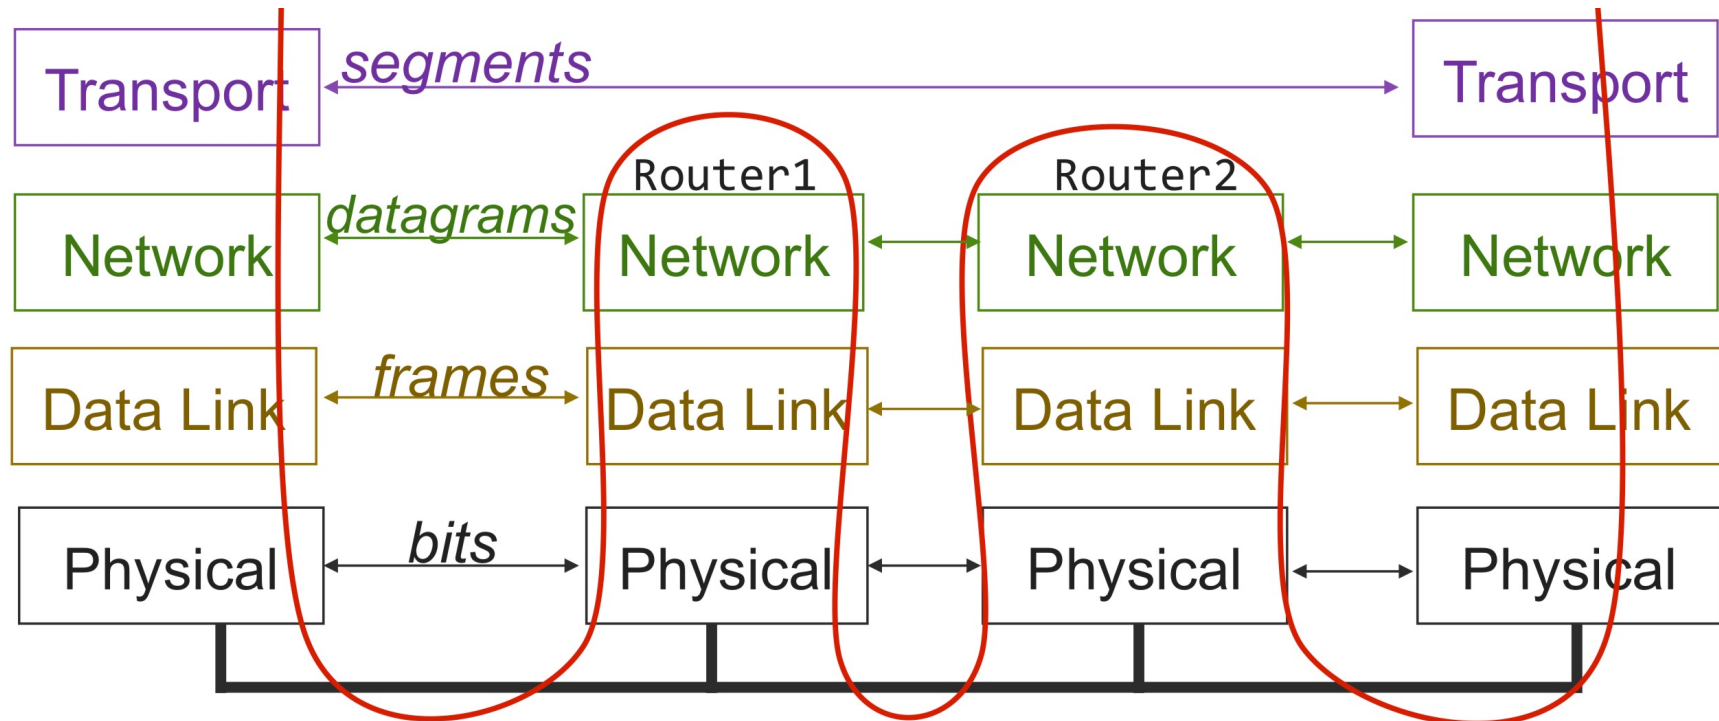 segments
Transport
Transport
Router1
Router2
datagrams
Network
Network
Network
Network
frames
Data Link
Data Link
Data Link
Data Link
bits
Physical
Physical
Physical
Physical